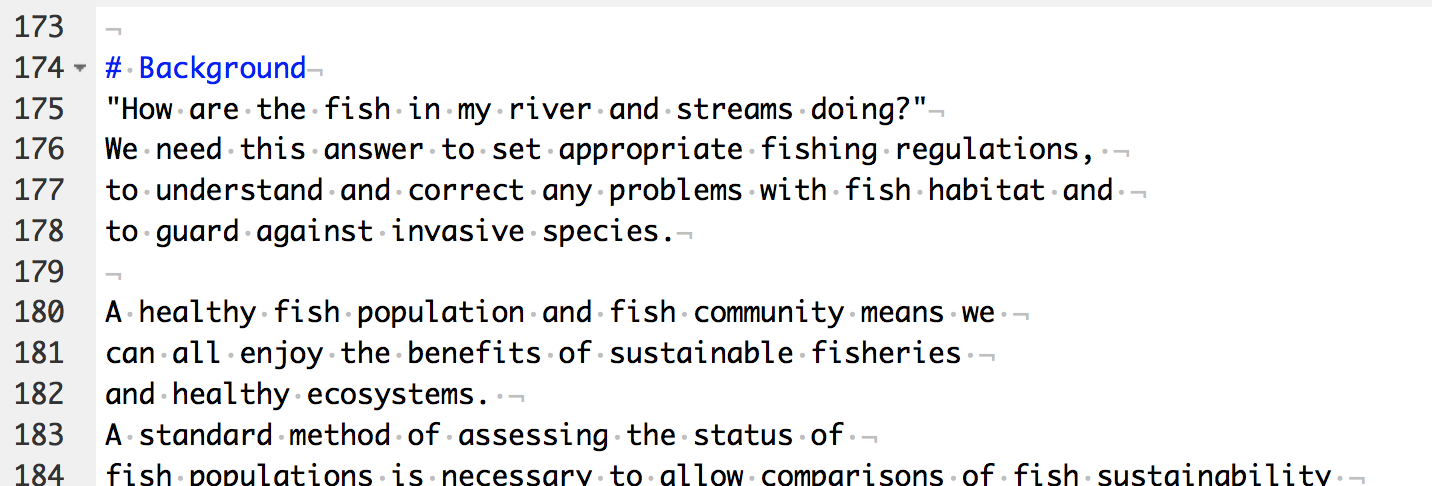 173 ¬
174 # Background¬
175 "How·are·the·fish·in·my·river·and·streams·doing?"¬
176 We·need·this·answer·to·set·appropriate·fishing·regulations,·¬
177 to·understand·and·correct·any·problems·with·fish·habitat·and·¬
178 to·guard·against·invasive·species.¬
179 ¬
180 A·healthy·fish·population·and·fish·community·means·we·¬
181 can·all·enjoy·the·benefits·of·sustainable·fisheries·¬
182 and·healthy·ecosystems.·¬
183 A·standard·method·of·assessing·the·status·of·¬
184 fish·populations·is·necessary·to·allow·comparisons·of·fish·sustainability·¬